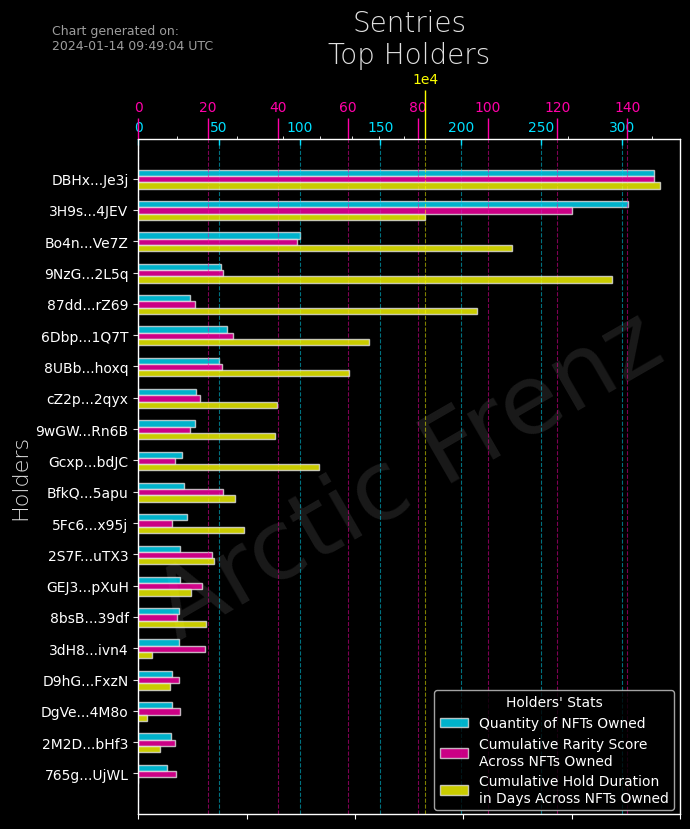 Chart generated on:
2024-01-14 09:49:04 UTC
Sentries
Top Holders
1e4
0 20 40 60 80 100 120 140
0 50 100 150 200 250 300
Holders
DBHx...Je3j
3H9s...4JEV
Bo4n...Ve7Z
9NzG...2L5q
87dd...rZ69
6Dbp...1Q7T
8UBb...hoxq
cZ2p...2qyx
9wGW...Rn6B
Gcxp...bdJC
BfkQ...5apu
5Fc6...x95j
2S7F...uTX3
GEJ3...pXuH
8bsB...39df
3dH8...ivn4
D9hG...FxzN
DgVe...4M8o
2M2D...bHf3
765g...UjWL
Arctic Frenz
Holders' Stats
Quantity of NFTs Owned
Cumulative Rarity Score
Across NFTs Owned
Cumulative Hold Duration
in Days Across NFTs Owned